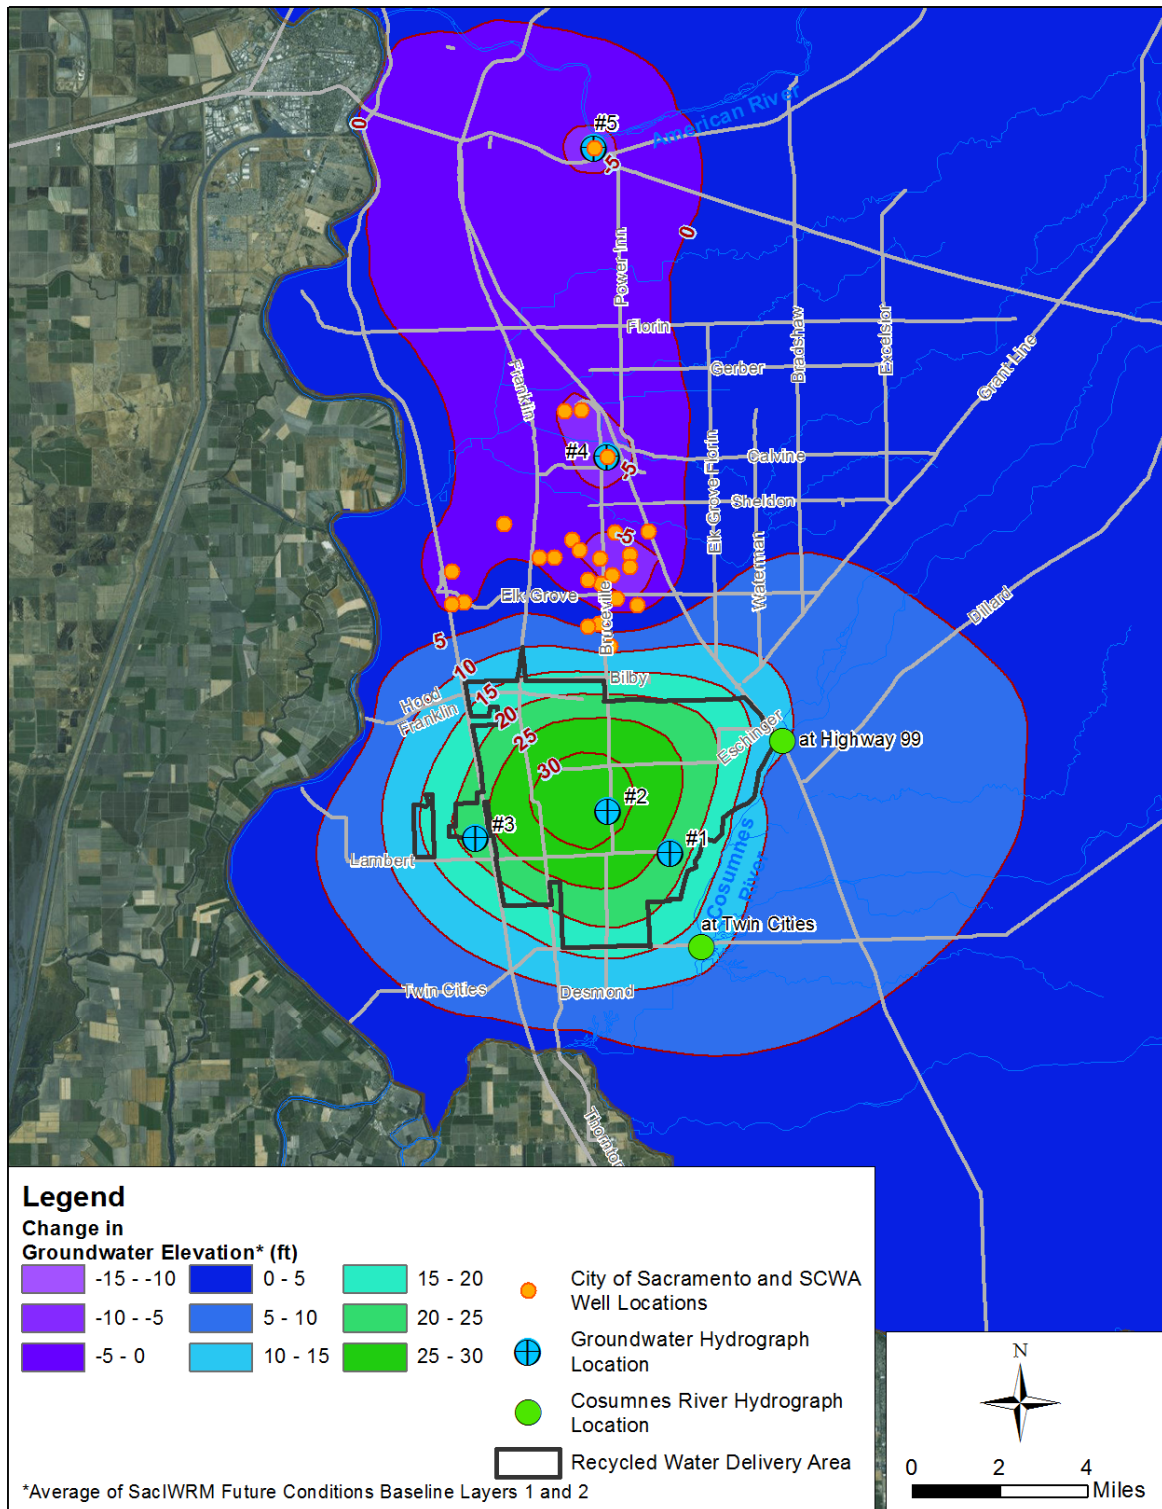 #5
American River
0
-5
0
Power Inn
Florin
Bradshaw
Excelsior
Grant Line
Gerber
Franklin
#4
-5
Calvine
Elk Grove Florin
Sheldon
-5
Waterman
Dillard
Elk Grove
Bruceville
5
10
Bilby
15
Hood
Franklin
20
25
Eschinger
at Highway 99
30
#2
#3
#1
Lambert
Cosumnes
River
at Twin Cities
Twin Cities
Desmond
Thornton
Legend
Change in
Groundwater Elevation* (ft)
-15 - -10
0 - 5
15 - 20
-10 - -5
5 - 10
20 - 25
-5 - 0
10 - 15
25 - 30
City of Sacramento and SCWA
Well Locations
Groundwater Hydrograph
Location
Cosumnes River Hydrograph
Location
Recycled Water Delivery Area
*Average of SacIWRM Future Conditions Baseline Layers 1 and 2
N
0 2 4
Miles